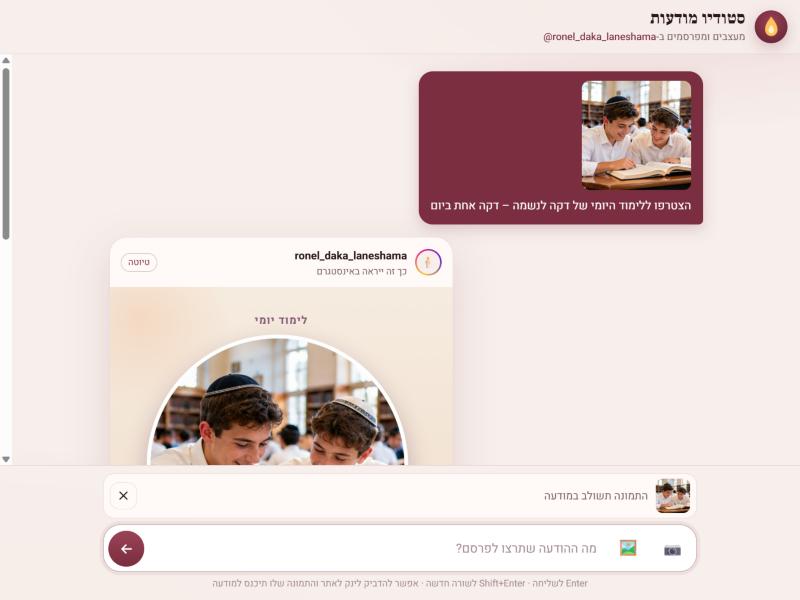 סטודיו מודעות
מעצבים ומפרסמים ב-@ronel_daka_laneshama
הצטרפו ללימוד היומי של דקה לנשמה – דקה אחת ביום
ronel_daka_laneshama
כך זה ייראה באינסטגרם
טיוטה
לימוד יומי
התמונה תשולב במודעה
מה ההודעה שתרצו לפרסם?
Enter לשליחה · Shift+Enter לשורה חדשה · אפשר להדביק לינק לאתר והתמונה שלו תיכנס למודעה